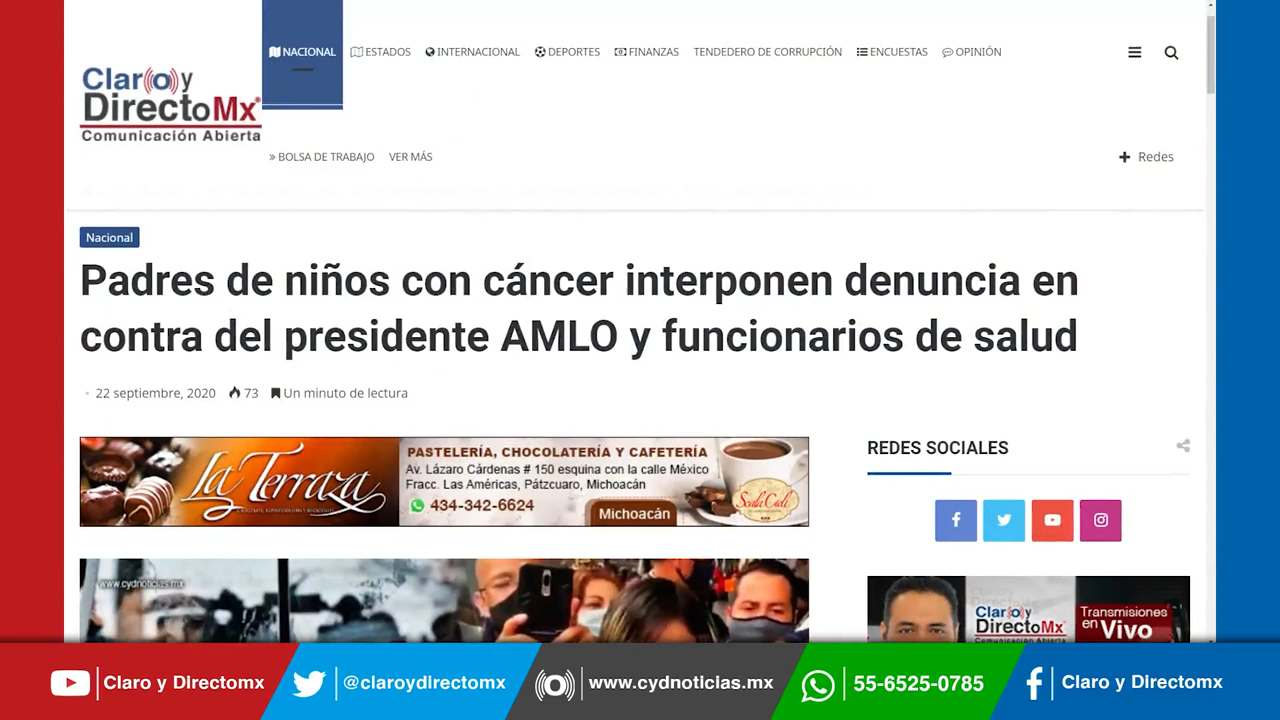 NACIONAL
ESTADOS
INTERNACIONAL
DEPORTES
FINANZAS
TENDEDERO DE CORRUPCIÓN
ENCUESTAS
OPINIÓN
Claro y
DirectoMx
Comunicación Abierta
» BOLSA DE TRABAJO
VER MÁS
Redes
Nacional
Padres de niños con cáncer interponen denuncia en
contra del presidente AMLO y funcionarios de salud
22 septiembre, 2020
73
Un minuto de lectura
La Terraza
PASTELERÍA, CHOCOLATERÍA Y CAFETERÍA
Av. Lázaro Cárdenas # 150 esquina con la calle México
Fracc. Las Américas, Pátzcuaro, Michoacán
434-342-6624
Michoacán
REDES SOCIALES
www.cydnoticias.mx
Claro y
DirectoMx
Comunicación Abierta
Transmisiones
en Vivo
Claro y Directomx
@claroydirectomx
www.cydnoticias.mx
55-6525-0785
Claro y Directomx